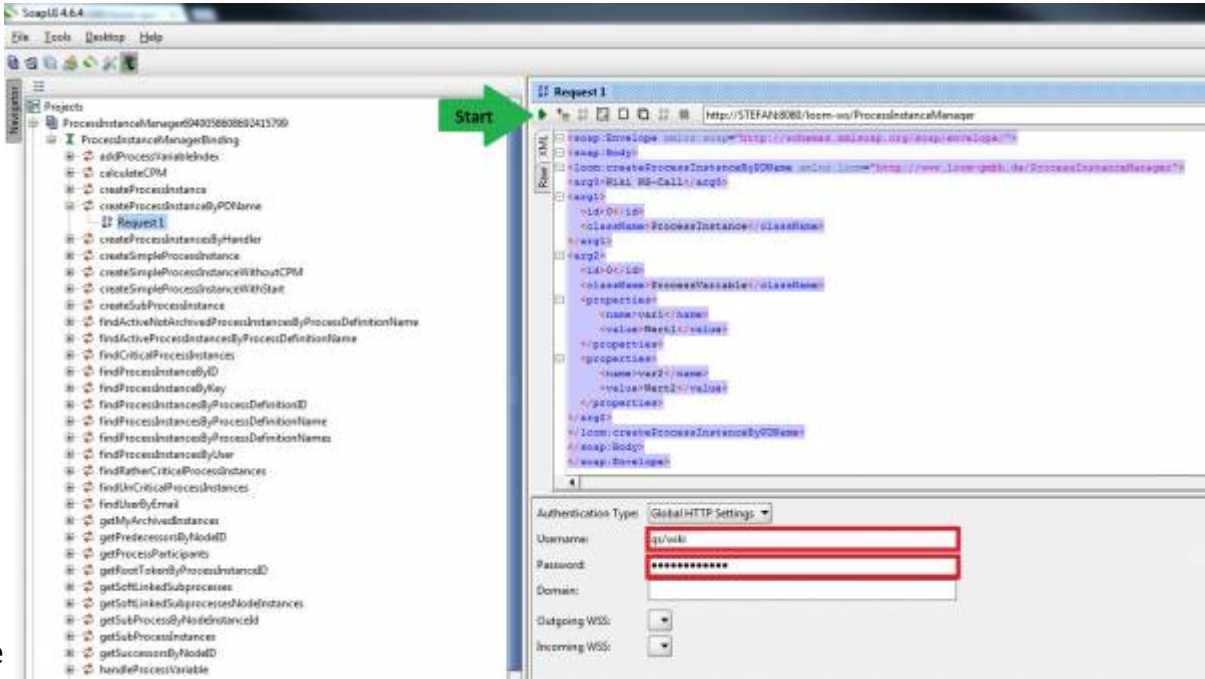 SoapUI 4.6.4
File Tools Desktop Help
Navigator
Projects
ProcessInstanceManager6940058608692415799
ProcessInstanceManagerBinding
addProcessVariableIndex
calculateCPM
createProcessInstance
createProcessInstanceByPDName
Request 1
createProcessInstancesByHandler
createSimpleProcessInstance
createSimpleProcessInstanceWithoutCPM
createSimpleProcessInstanceWithStart
createSubProcessInstance
findActiveNotArchivedProcessInstancesByProcessDefinitionName
findActiveProcessInstancesByProcessDefinitionName
findCriticalProcessInstances
findProcessInstanceByID
findProcessInstanceByKey
findProcessInstancesByProcessDefinitionID
findProcessInstancesByProcessDefinitionName
findProcessInstancesByProcessDefinitionNames
findProcessInstancesByUser
findRatherCriticalProcessInstances
findUnCriticalProcessInstances
findUserByEmail
getMyArchivedInstances
getPredecessorsByNodeID
getProcessParticipants
getRootTokenByProcessInstanceID
getSoftLinkedSubprocesses
getSoftLinkedSubprocessesNodeInstances
getSubProcessByNodeInstanceId
getSubProcessInstances
getSuccessorsByNodeID
handleProcessVariable
e
Start
Request 1
http://STEFAN:8080/loom-ws/ProcessInstanceManager
XML
Raw
<soap:Envelope xmlns:soap="http://schemas.xmlsoap.org/soap/envelope/">
<soap:Body>
<loom:createProcessInstanceByPDName xmlns:loom="http://www.loom-gmbh.de/ProcessInstanceManager">
<arg0>Wiki WS-Call</arg0>
<arg1>
<id>0</id>
<className>ProcessInstance</className>
</arg1>
<arg2>
<id>0</id>
<className>ProcessVariable</className>
<properties>
<name>var1</name>
<value>Wert1</value>
</properties>
<properties>
<name>var2</name>
<value>Wert2</value>
</properties>
</arg2>
</loom:createProcessInstanceByPDName>
</soap:Body>
</soap:Envelope>
Authentication Type: Global HTTP Settings
Username: qs/wiki
Password: ●●●●●●●●●●●●
Domain:
Outgoing WSS:
Incoming WSS: